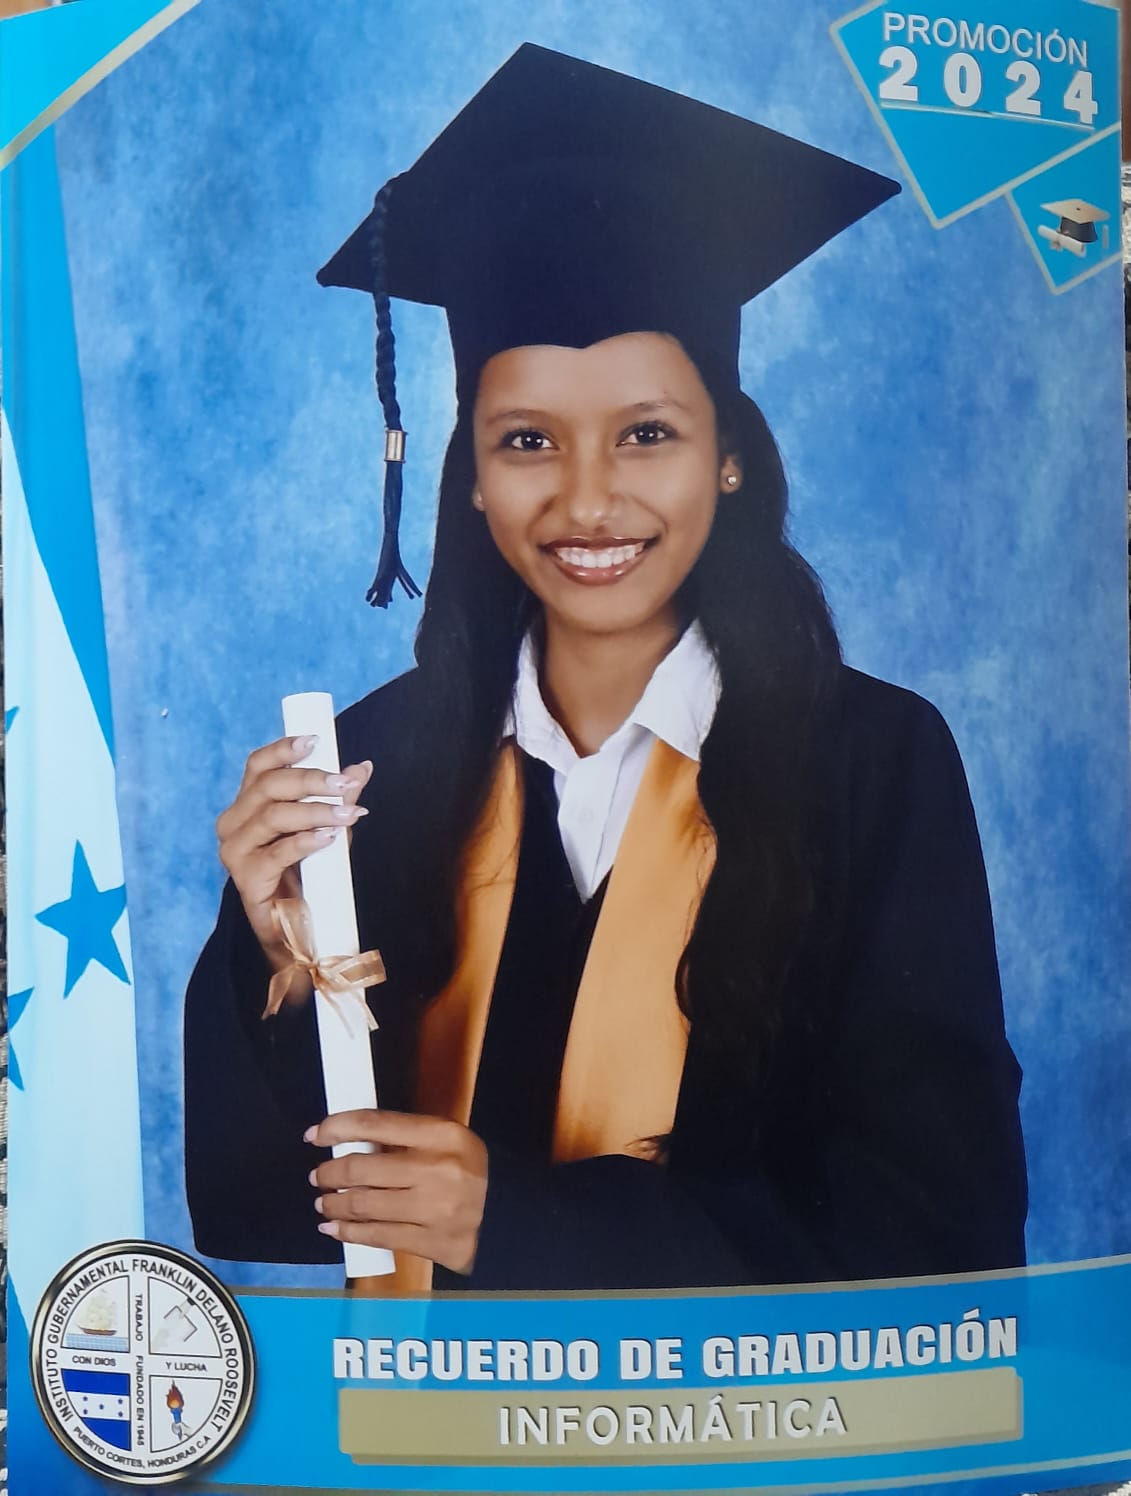 PROMOCIÓN
2024
INSTITUTO GUBERNAMENTAL FRANKLIN DELANO ROOSEVELT
TRABAJO
CON DIOS
Y LUCHA
FUNDADO EN 1945
PUERTO CORTES, HONDURAS C.A
RECUERDO DE GRADUACIÓN
INFORMÁTICA